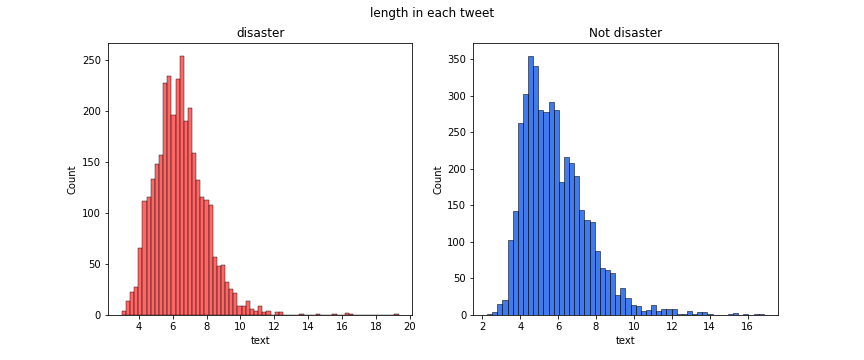 length in each tweet
disaster
Not disaster
250
200
150
100
50
0
Count
4 6 8 10 12 14 16 18 20
text
350
300
250
200
150
100
50
0
Count
2 4 6 8 10 12 14 16
text